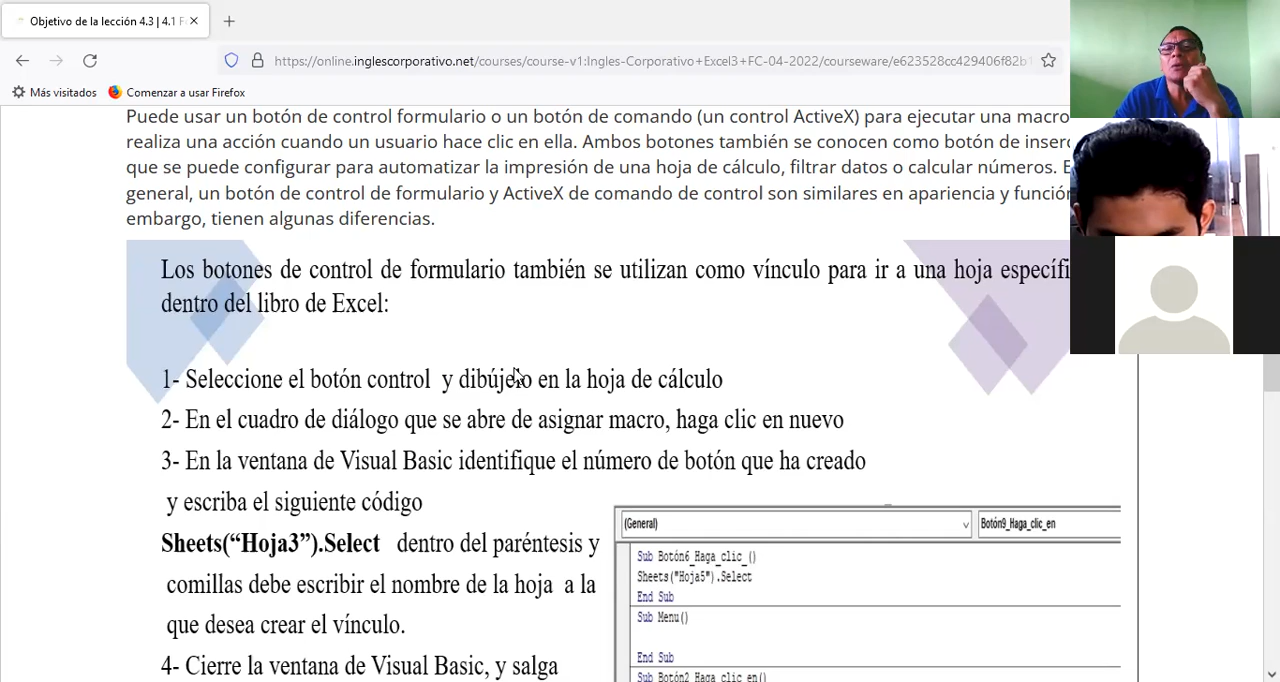 Objetivo de la lección 4.3 | 4.1 F
https://online.inglescorporativo.net/courses/course-v1:Ingles-Corporativo+Excel3+FC-04-2022/courseware/e623528cc429406f82b1
Más visitados Comenzar a usar Firefox
Puede usar un botón de control formulario o un botón de comando (un control ActiveX) para ejecutar una macro
realiza una acción cuando un usuario hace clic en ella. Ambos botones también se conocen como botón de inserc
que se puede configurar para automatizar la impresión de una hoja de cálculo, filtrar datos o calcular números. E
general, un botón de control de formulario y ActiveX de comando de control son similares en apariencia y función
embargo, tienen algunas diferencias.
Los botones de control de formulario también se utilizan como vínculo para ir a una hoja específi
dentro del libro de Excel:
1- Seleccione el botón control y dibújelo en la hoja de cálculo
2- En el cuadro de diálogo que se abre de asignar macro, haga clic en nuevo
3- En la ventana de Visual Basic identifique el número de botón que ha creado
y escriba el siguiente código
Sheets(“Hoja3”).Select dentro del paréntesis y
comillas debe escribir el nombre de la hoja a la
que desea crear el vínculo.
4- Cierre la ventana de Visual Basic, y salga
(General) Botón9_Haga_clic_en
Sub Botón6_Haga_clic_()
Sheets("Hoja5").Select
End Sub
Sub Menu()
End Sub
Sub Botón2_Haga_clic_en()